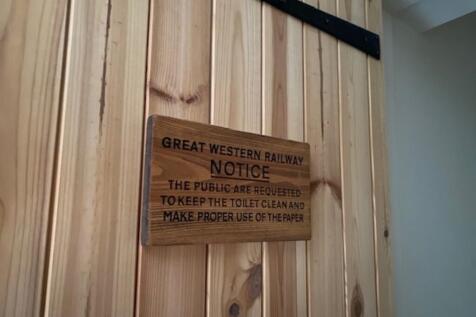 GREAT WESTERN RAILWAY
NOTICE
THE PUBLIC ARE REQUESTED
TO KEEP THE TOILET CLEAN AND
MAKE PROPER USE OF THE PAPER